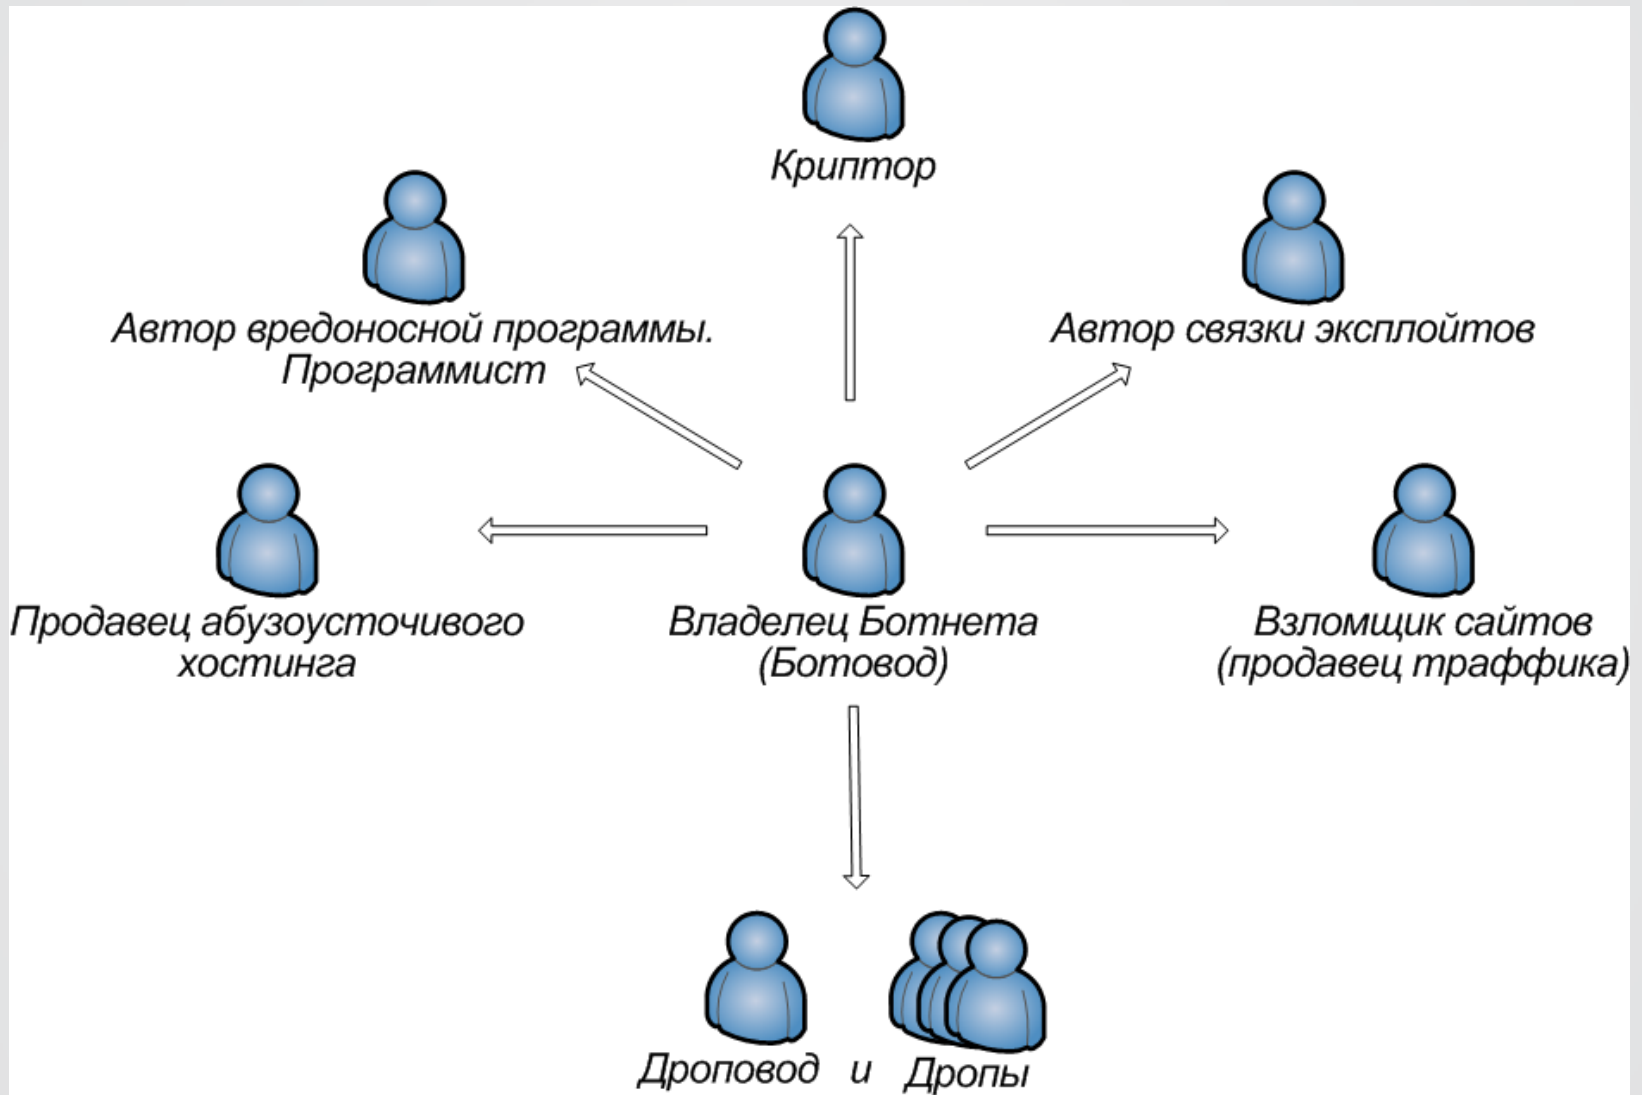 Криптор
Автор вредоносной программы.
Программист
Автор связки эксплойтов
Продавец абузоусточивого
хостинга
Владелец Ботнета
(Ботовод)
Взломщик сайтов
(продавец траффика)
Дроповод и Дропы